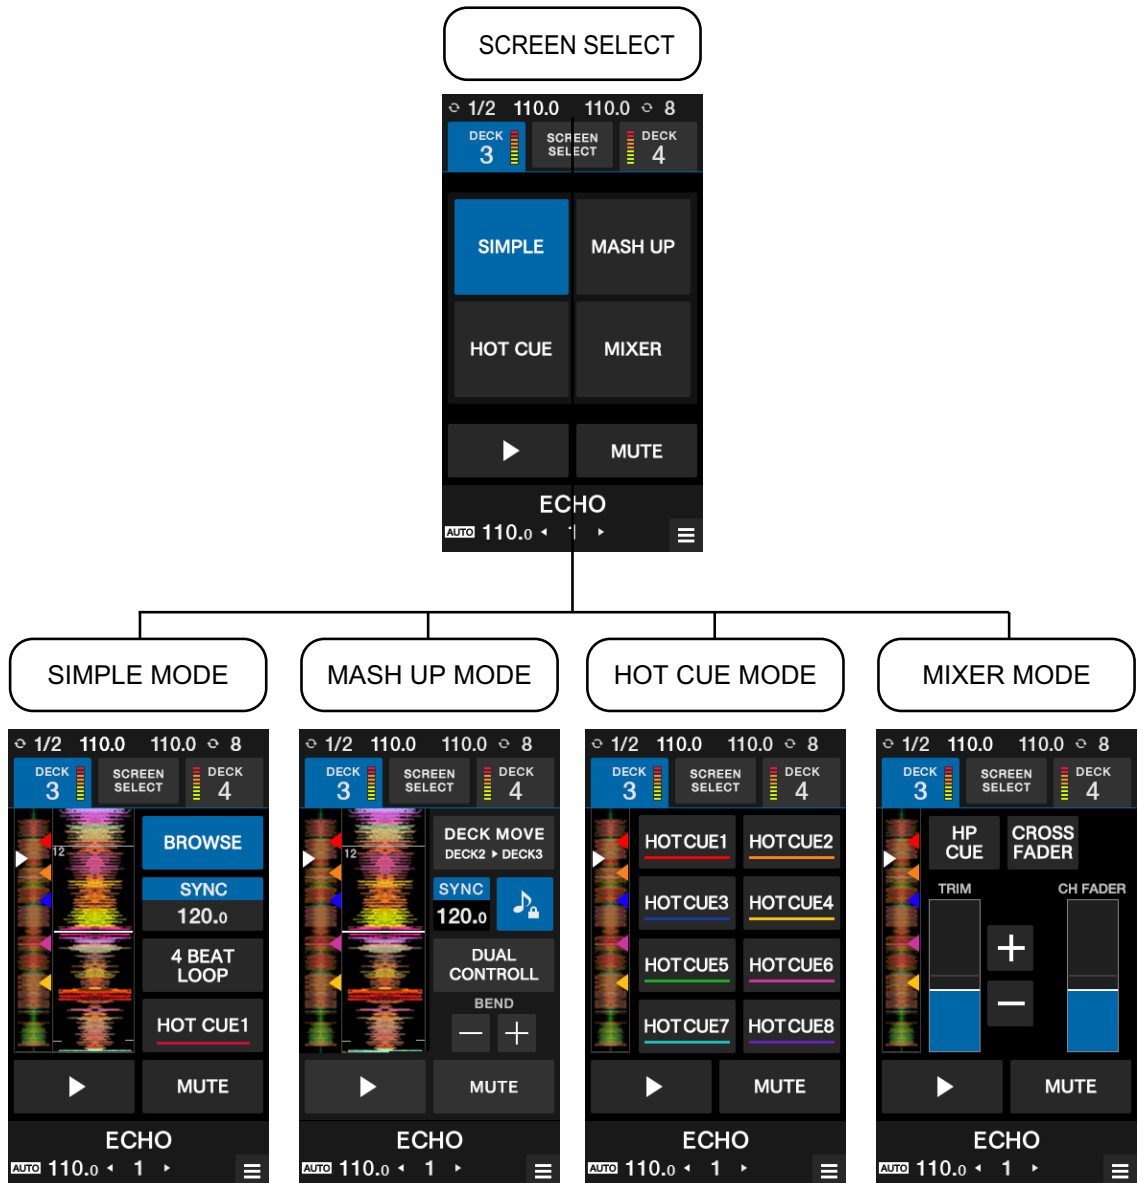 SCREEN SELECT
1/2 110.0 110.0 8
DECK 3
SCREEN SELECT
DECK 4
SIMPLE
MASH UP
HOT CUE
MIXER
MUTE
ECHO
AUTO 110.0 1
SIMPLE MODE
MASH UP MODE
HOT CUE MODE
MIXER MODE
1/2 110.0 110.0 8
DECK 3
SCREEN SELECT
DECK 4
12
BROWSE
SYNC
120.0
4 BEAT
LOOP
HOT CUE1
MUTE
ECHO
AUTO 110.0 1
1/2 110.0 110.0 8
DECK 3
SCREEN SELECT
DECK 4
12
DECK MOVE
DECK2 ▸ DECK3
SYNC
120.0
DUAL
CONTROLL
BEND
− +
MUTE
ECHO
AUTO 110.0 1
1/2 110.0 110.0 8
DECK 3
SCREEN SELECT
DECK 4
HOT CUE1 HOT CUE2
HOT CUE3 HOT CUE4
HOT CUE5 HOT CUE6
HOT CUE7 HOT CUE8
MUTE
ECHO
AUTO 110.0 1
1/2 110.0 110.0 8
DECK 3
SCREEN SELECT
DECK 4
HP
CUE
CROSS
FADER
TRIM
CH FADER
+
−
MUTE
ECHO
AUTO 110.0 1